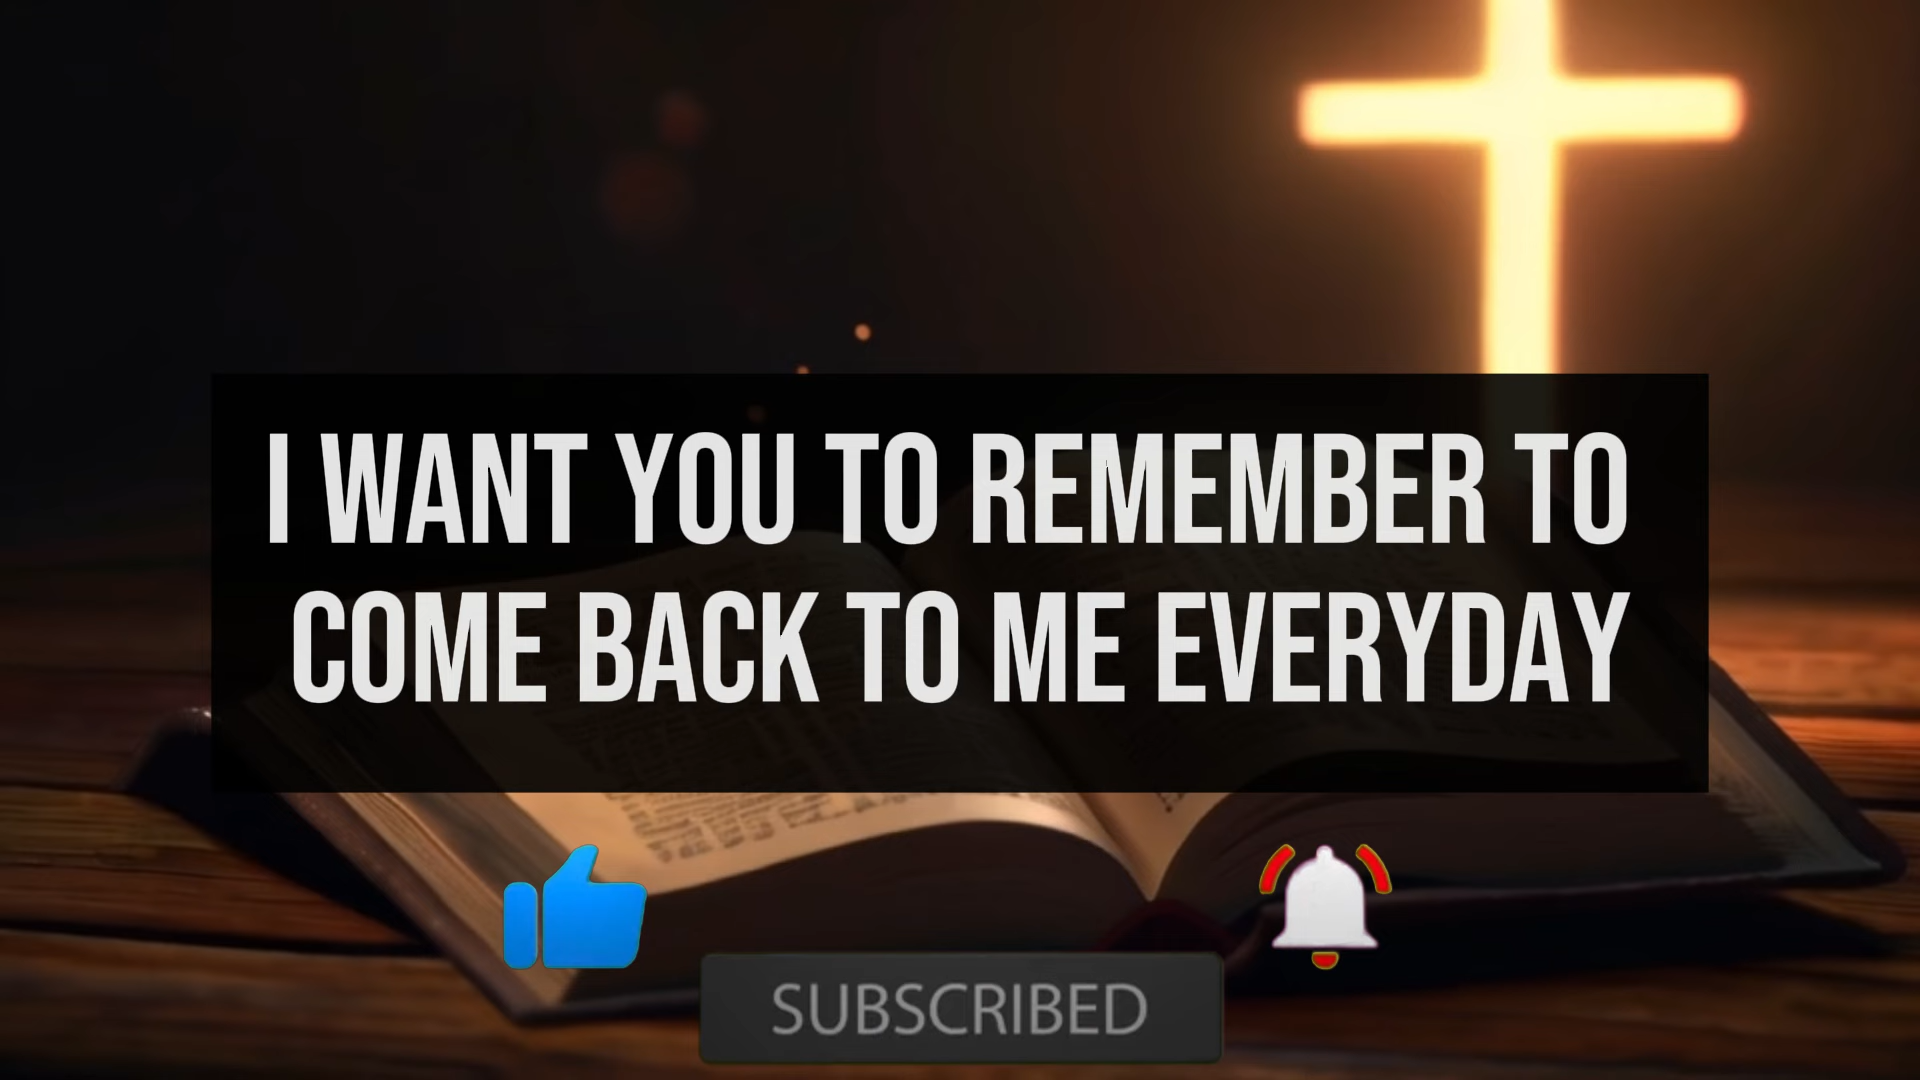 I WANT YOU TO REMEMBER TO
COME BACK TO ME EVERYDAY
SUBSCRIBED